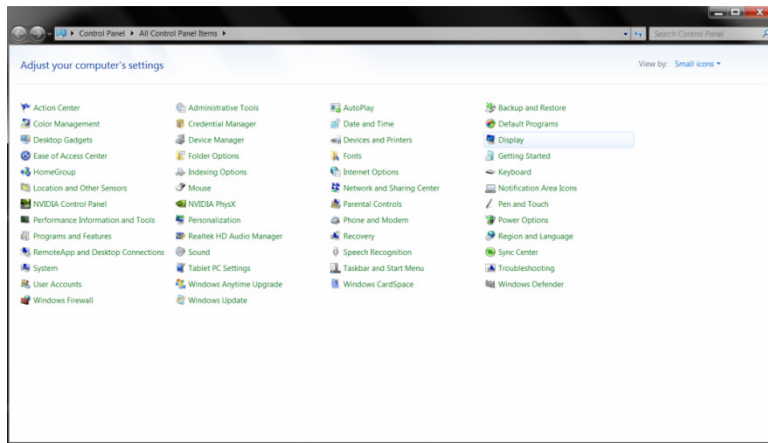 Control Panel All Control Panel Items Search Control Panel
Adjust your computer's settings View by: Small icons
Action Center Administrative Tools AutoPlay Backup and Restore
Color Management Credential Manager Date and Time Default Programs
Desktop Gadgets Device Manager Devices and Printers Display
Ease of Access Center Folder Options Fonts Getting Started
HomeGroup Indexing Options Internet Options Keyboard
Location and Other Sensors Mouse Network and Sharing Center Notification Area Icons
NVIDIA Control Panel NVIDIA PhysX Parental Controls Pen and Touch
Performance Information and Tools Personalization Phone and Modem Power Options
Programs and Features Realtek HD Audio Manager Recovery Region and Language
RemoteApp and Desktop Connections Sound Speech Recognition Sync Center
System Tablet PC Settings Taskbar and Start Menu Troubleshooting
User Accounts Windows Anytime Upgrade Windows CardSpace Windows Defender
Windows Firewall Windows Update